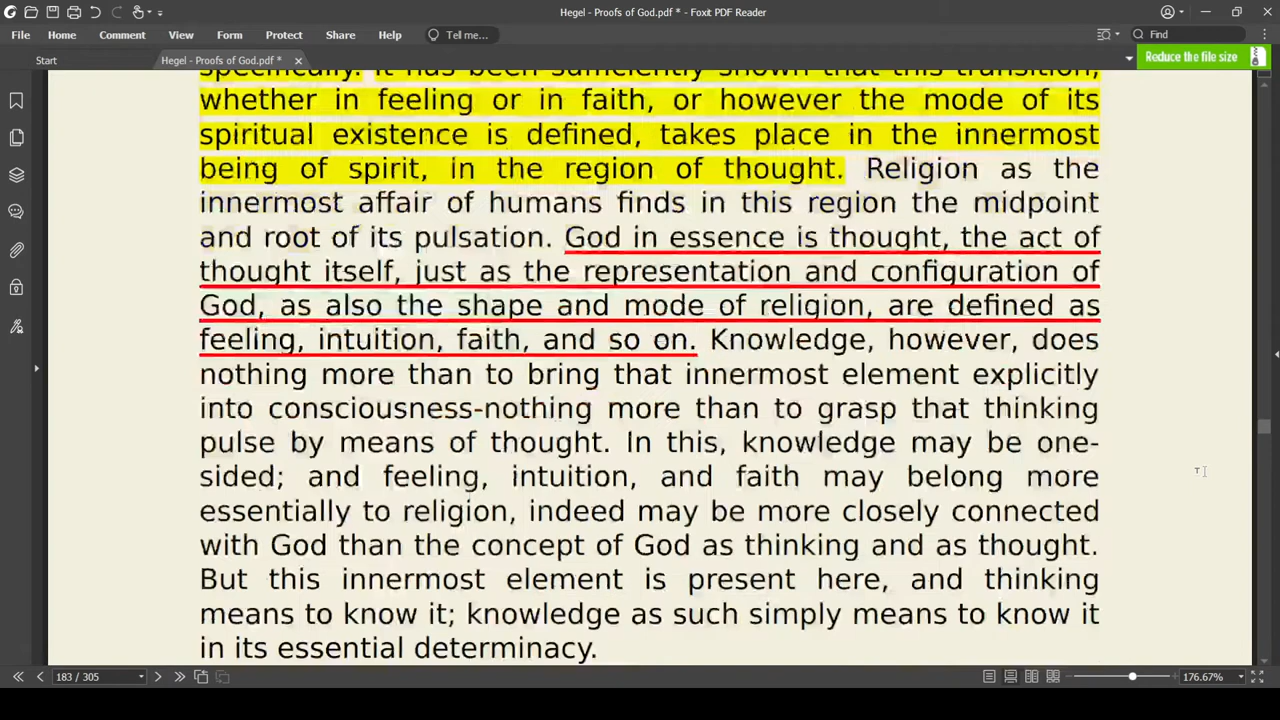 Hegel - Proofs of God.pdf * - Foxit PDF Reader
File Home Comment View Form Protect Share Help Tell me... Find
Start Hegel - Proofs of God.pdf * Reduce the file size
specifically. It has been sufficiently shown that this transition,
whether in feeling or in faith, or however the mode of its
spiritual existence is defined, takes place in the innermost
being of spirit, in the region of thought. Religion as the
innermost affair of humans finds in this region the midpoint
and root of its pulsation. God in essence is thought, the act of
thought itself, just as the representation and configuration of
God, as also the shape and mode of religion, are defined as
feeling, intuition, faith, and so on. Knowledge, however, does
nothing more than to bring that innermost element explicitly
into consciousness-nothing more than to grasp that thinking
pulse by means of thought. In this, knowledge may be one-
sided; and feeling, intuition, and faith may belong more
essentially to religion, indeed may be more closely connected
with God than the concept of God as thinking and as thought.
But this innermost element is present here, and thinking
means to know it; knowledge as such simply means to know it
in its essential determinacy.
183 / 305 176.67%